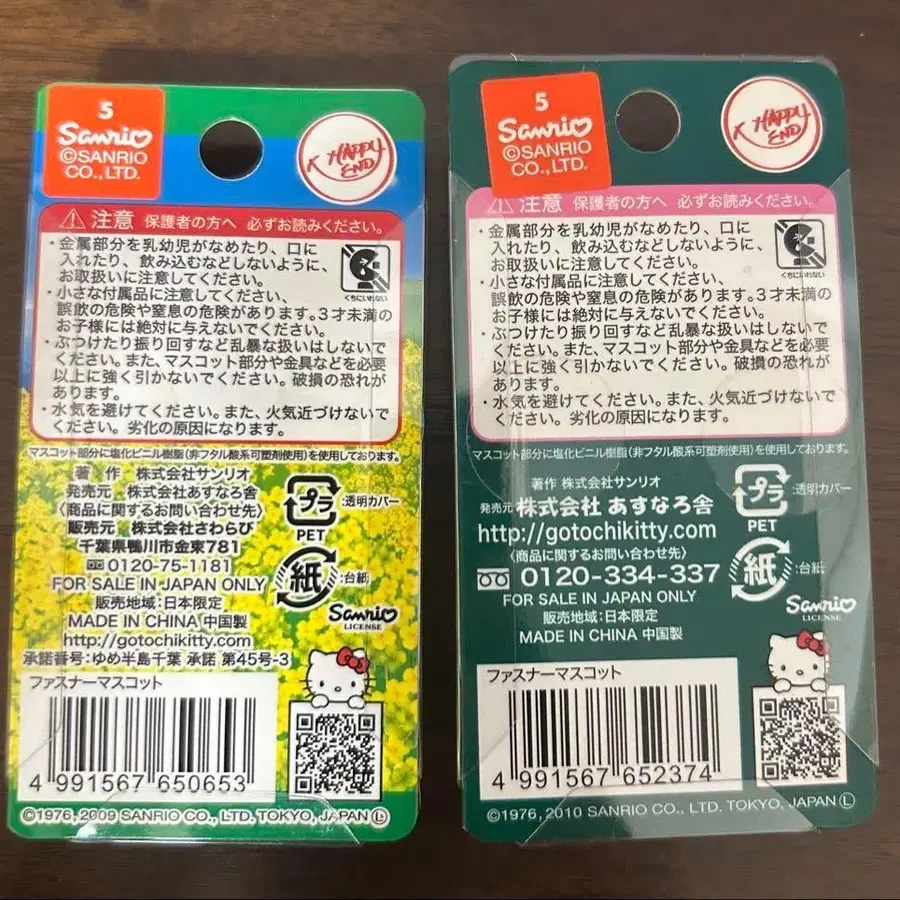 5
Sanrio
©SANRIO
CO., LTD.
K HAPPY
END
注意 保護者の方へ 必ずお読みください。
・金属部分を乳幼児がなめたり、口に
入れたり、飲み込むなどしないように、
お取扱いに注意してください。
・小さな付属品に注意してください、
誤飲の危険や窒息の危険があります。3才未満の
お子様には絶対に与えないでください。
・ぶつけたり振り回すなど乱暴な扱いはしないで
ください。また、マスコット部分や金具などを必要
以上に強く引かないでください。破損の恐れが
あります。
・水気を避けてください。また、火気近づけないで
ください。劣化の原因になります。
くちにいれない
マスコット部分に塩化ビニル樹脂(非フタル酸系可塑剤使用)を使用しております。
著 作 株式会社サンリオ
発売元 株式会社あすなろ舎
〈商品に関するお問い合わせ先〉
販売元 株式会社さわらび
千葉県鴨川市金束781
0120-75-1181
FOR SALE IN JAPAN ONLY
販売地域:日本限定
MADE IN CHINA 中国製
http://gotochikitty.com
承諾番号:ゆめ半島千葉 承諾 第45号-3
プラ
:透明カバー
PET
紙
:台紙
Sanrio
LICENSE
ファスナーマスコット
4 991567 650653
©1976, 2009 SANRIO CO., LTD. TOKYO, JAPAN Ⓛ
5
Sanrio
©SANRIO
CO., LTD.
K HAPPY
END
注意 保護者の方へ 必ずお読みください。
・金属部分を乳幼児がなめたり、口に
入れたり、飲み込むなどしないように、
お取扱いに注意してください。
・小さな付属品に注意してください、
誤飲の危険や窒息の危険があります。3才未満の
お子様には絶対に与えないでください。
・ぶつけたり振り回すなど乱暴な扱いはしないで
ください。また、マスコット部分や金具などを必要
以上に強く引かないでください。破損の恐れが
あります。
・水気を避けてください。また、火気近づけないで
ください。劣化の原因になります。
くちにいれない
マスコット部分に塩化ビニル樹脂(非フタル酸系可塑剤使用)を使用しております。
著作 株式会社サンリオ
発売元 株式会社 あすなろ舎
http://gotochikitty.com
〈商品に関するお問い合わせ先〉
0120-334-337
FOR SALE IN JAPAN ONLY
販売地域:日本限定
MADE IN CHINA 中国製
プラ
:透明カバー
PET
紙
:台紙
Sanrio
LICENSE
ファスナーマスコット
4 991567 652374
©1976, 2010 SANRIO CO., LTD. TOKYO, JAPAN Ⓛ